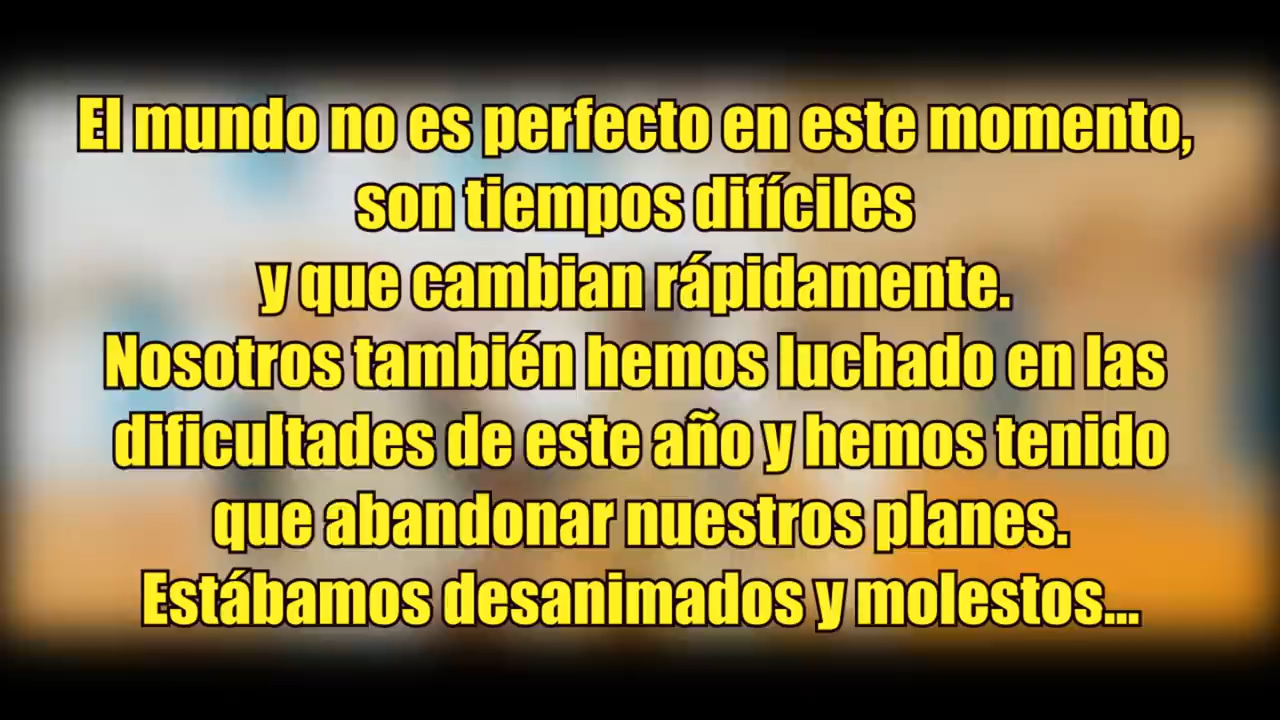 El mundo no es perfecto en este momento,
son tiempos difíciles
y que cambian rápidamente.
Nosotros también hemos luchado en las
dificultades de este año y hemos tenido
que abandonar nuestros planes.
Estábamos desanimados y molestos...